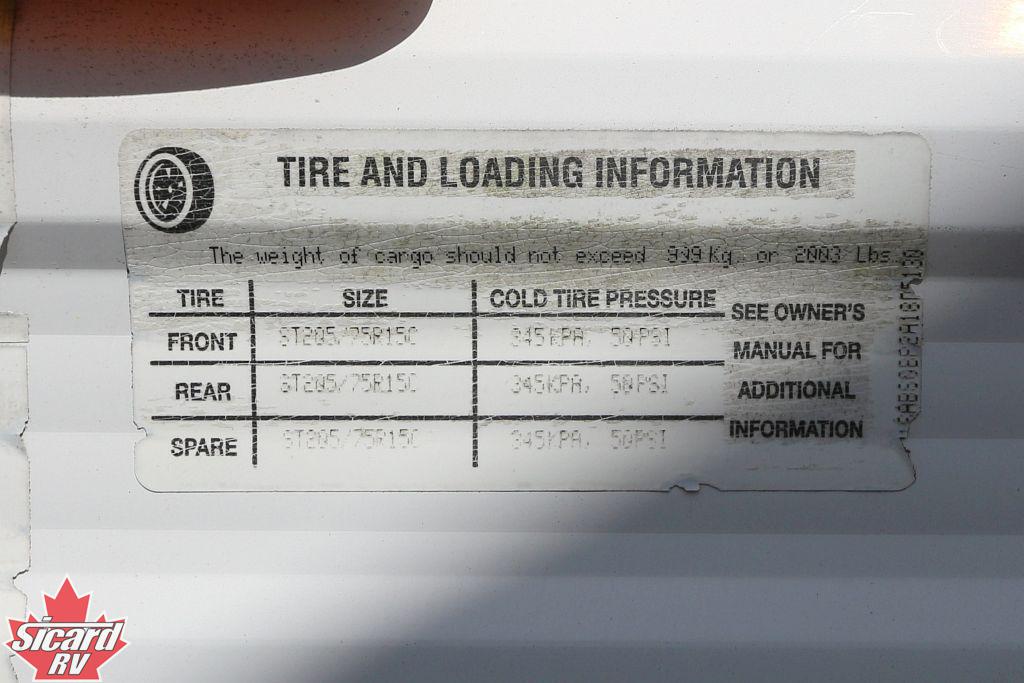 TIRE AND LOADING INFORMATION
The weight of cargo should not exceed 909Kg. or 2003 Lbs.
TIRE SIZE COLD TIRE PRESSURE
FRONT ST205/75R15C 345KPA, 50PSI
REAR ST205/75R15C 345KPA, 50PSI
SPARE ST205/75R15C 345KPA, 50PSI
SEE OWNER'S
MANUAL FOR
ADDITIONAL
INFORMATION
Sicard
RV